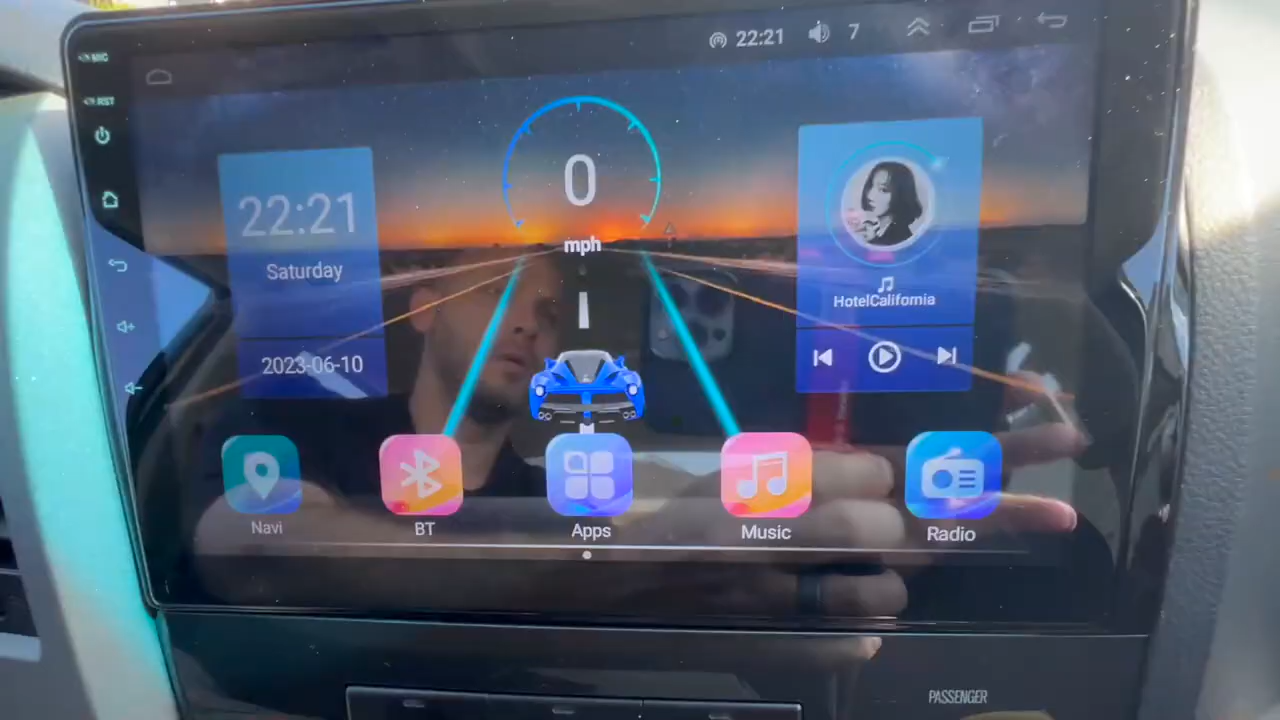 MIC
22:21 7
RST
0
mph
22:21
Saturday
2023-06-10
HotelCalifornia
Navi
BT
Apps
Music
Radio
PASSENGER